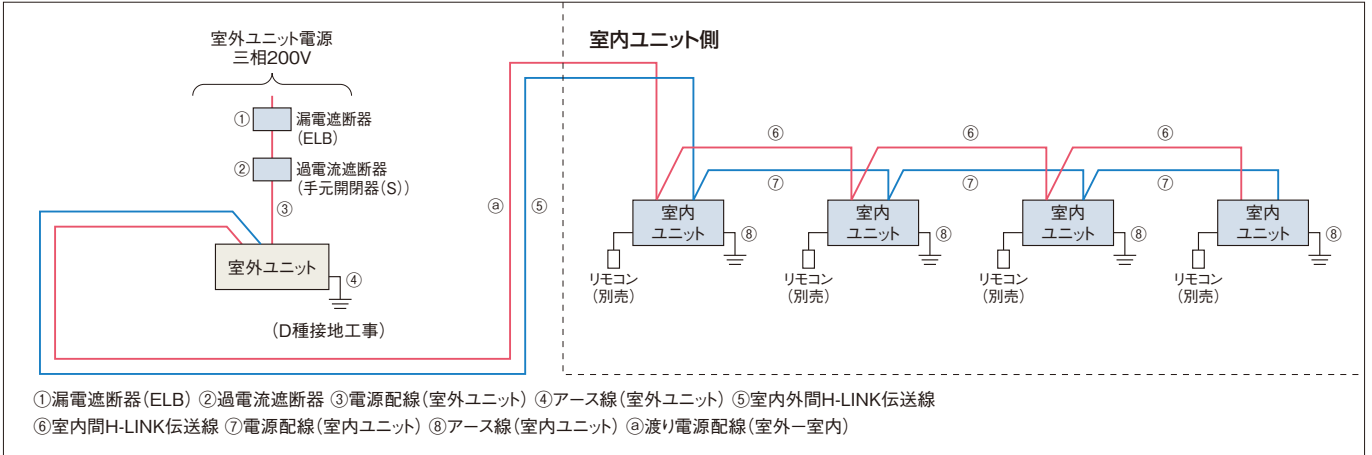 室外ユニット電源
三相200V
室内ユニット側
① 漏電遮断器
(ELB)
② 過電流遮断器
(手元開閉器(S))
③
ⓐ
⑤
⑥
⑥
⑥
⑦
⑦
⑦
室内
ユニット
⑧
室内
ユニット
⑧
室内
ユニット
⑧
室内
ユニット
⑧
リモコン
(別売)
リモコン
(別売)
リモコン
(別売)
リモコン
(別売)
室外ユニット
④
(D種接地工事)
①漏電遮断器(ELB) ②過電流遮断器 ③電源配線(室外ユニット) ④アース線(室外ユニット) ⑤室内外間H-LINK伝送線
⑥室内間H-LINK伝送線 ⑦電源配線(室内ユニット) ⑧アース線(室内ユニット) ⓐ渡り電源配線(室外ー室内)